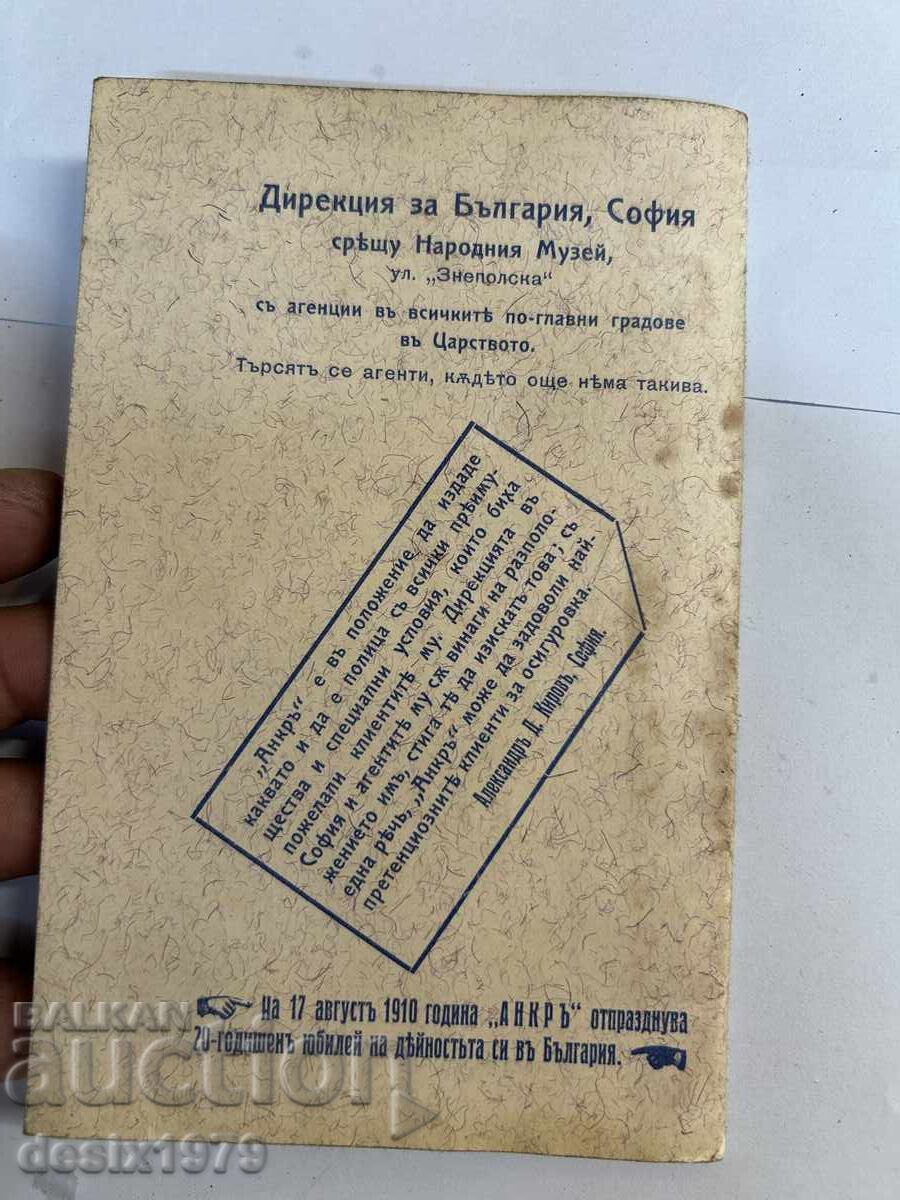 Дирекция за България, София
срѣщу Народния Музей,
ул. „Знеполска“
съ агенции въ всичкитѣ по-главни градове
въ Царството.
Търсятъ се агенти, кѫдѣто още нѣма такива.
„Анкръ“ е въ положение да издаде
каквато и да е полица съ всички прѣиму-
щества и специални условия, които биха
пожелали клиентитѣ му. Дирекцията въ
София и агентитѣ му сѫ винаги на разполо-
жението имъ, стига тѣ да изискатъ това; съ
една рѣчь, „Анкръ“ може да задоволи най-
претенциознитѣ клиенти за осигуровка.
Александръ Д. Кировъ, София.
На 17 августъ 1910 година „АНКРЪ“ отпразднува
20-годишенъ юбилей на дѣйностьта си въ България.
BALKAN
auction
desix1979